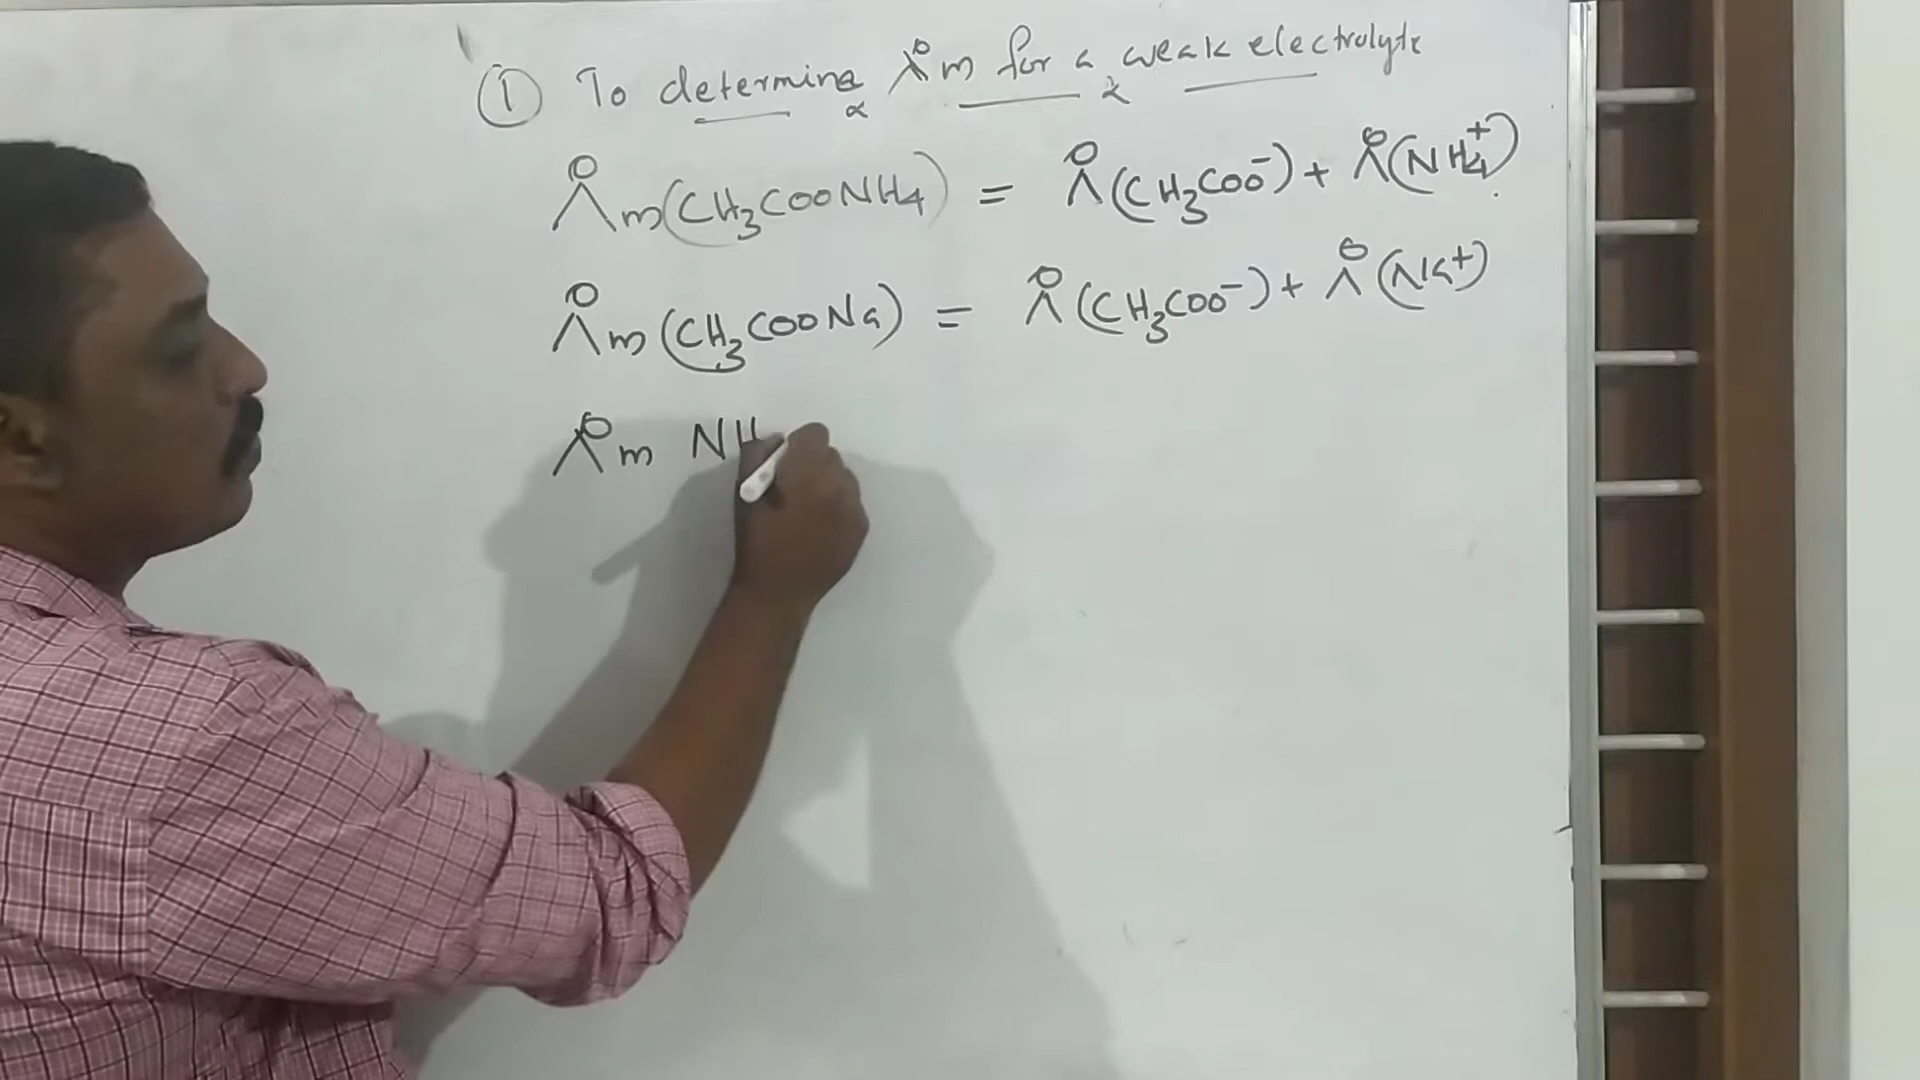 ① To determine λ°m for a weak electrolyte
Λ°m(CH₃COONH₄) = λ°(CH₃COO⁻) + λ°(NH₄⁺)
Λ°m(CH₃COONa) = λ°(CH₃COO⁻) + λ°(Na⁺)
λ°m NH